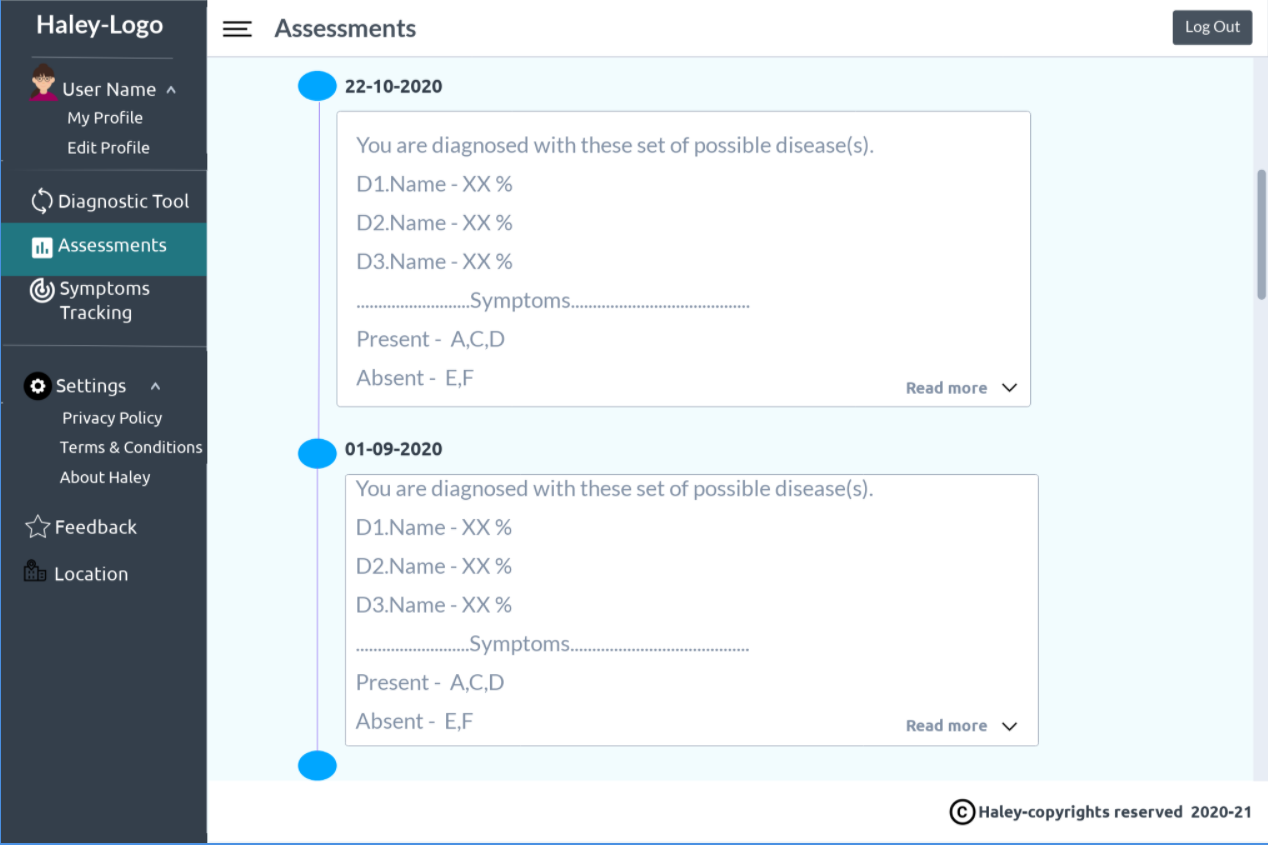 Haley-Logo
User Name
My Profile
Edit Profile
Diagnostic Tool
Assessments
Symptoms
Tracking
Settings
Privacy Policy
Terms & Conditions
About Haley
Feedback
Location
Assessments
Log Out
22-10-2020
You are diagnosed with these set of possible disease(s).
D1.Name - XX %
D2.Name - XX %
D3.Name - XX %
..........................Symptoms.........................................
Present - A,C,D
Absent - E,F
Read more
01-09-2020
You are diagnosed with these set of possible disease(s).
D1.Name - XX %
D2.Name - XX %
D3.Name - XX %
..........................Symptoms.........................................
Present - A,C,D
Absent - E,F
Read more
© Haley-copyrights reserved 2020-21